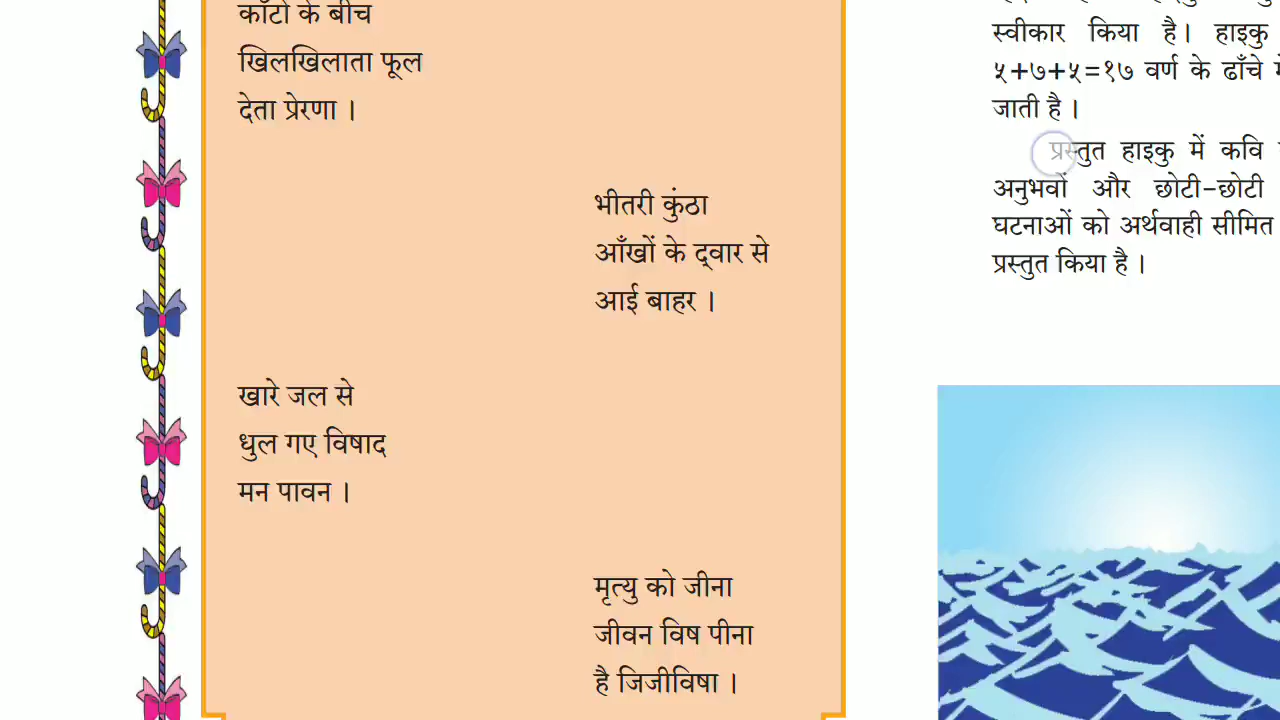 काँटों के बीच
खिलखिलाता फूल
देता प्रेरणा ।
भीतरी कुंठा
आँखों के द्‌वार से
आई बाहर ।
खारे जल से
धुल गए विषाद
मन पावन ।
मृत्यु को जीना
जीवन विष पीना
है जिजीविषा ।
स्वीकार किया है। हाइकु
५+७+५=१७ वर्ण के ढाँचे
जाती है ।
प्रस्तुत हाइकु में कवि
अनुभवों और छोटी-छोटी
घटनाओं को अर्थवाही सीमित
प्रस्तुत किया है ।